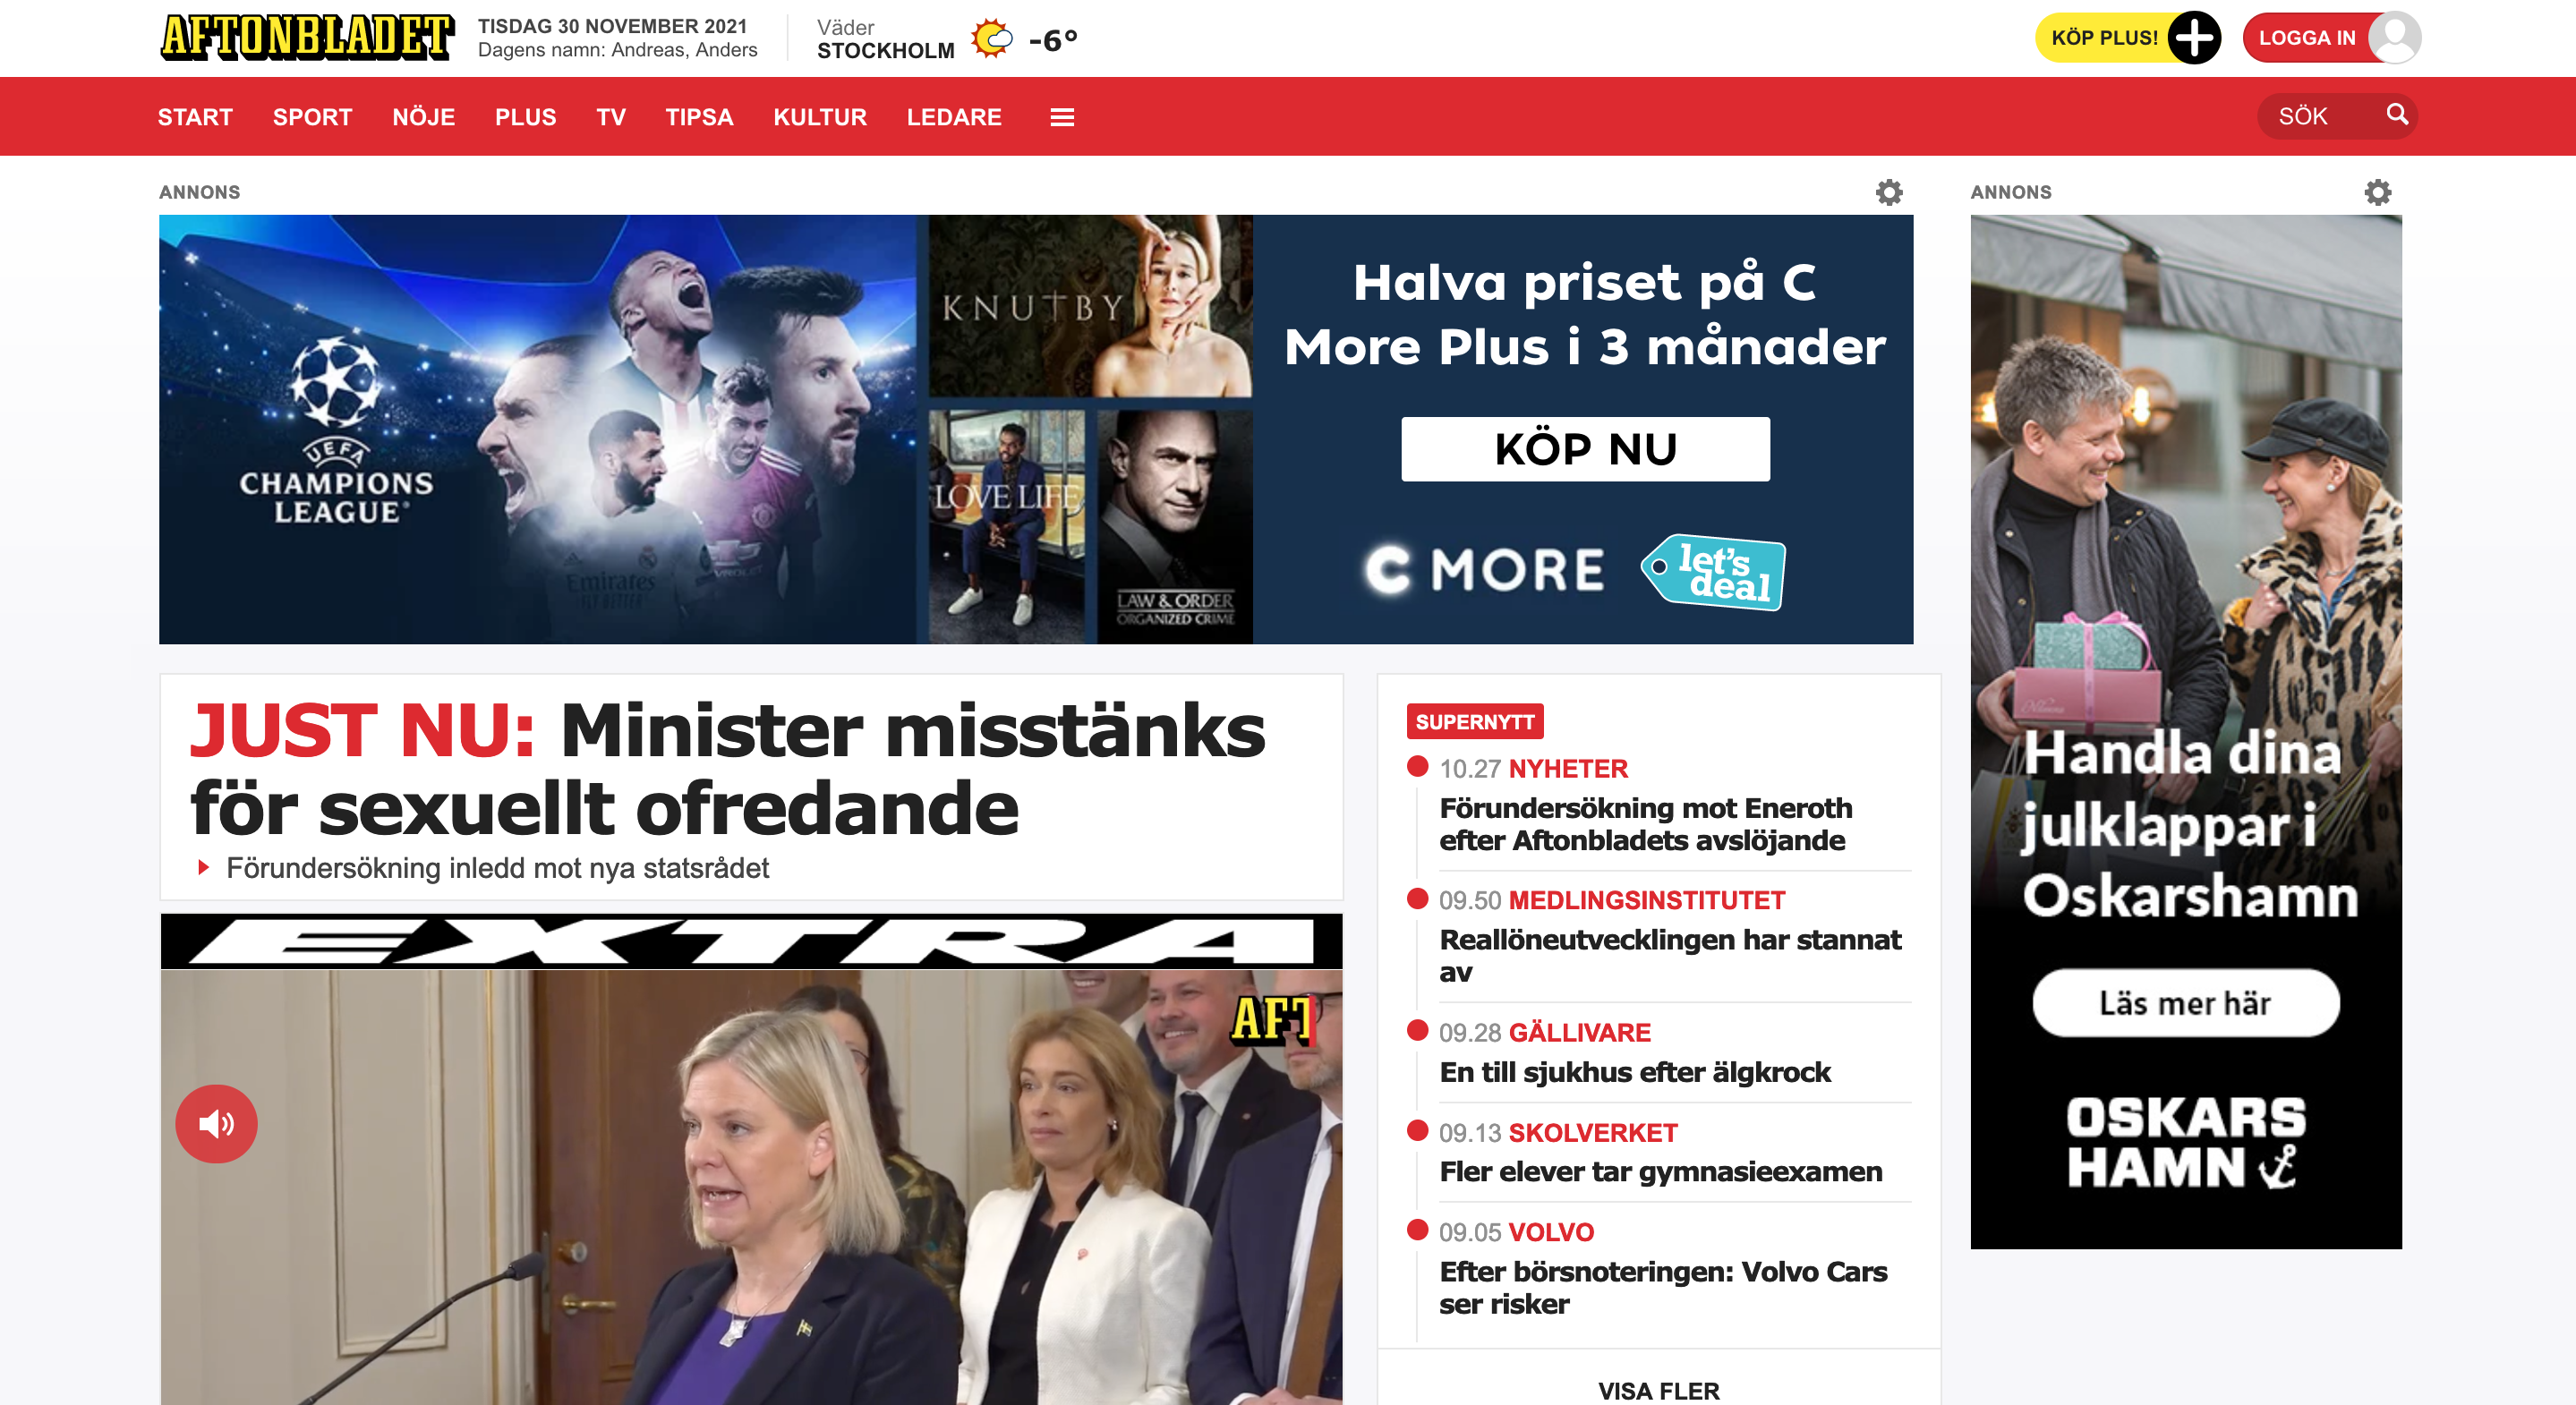 AFTONBLADET
TISDAG 30 NOVEMBER 2021
Dagens namn: Andreas, Anders
Väder
STOCKHOLM
-6°
KÖP PLUS!
LOGGA IN
START SPORT NÖJE PLUS TV TIPSA KULTUR LEDARE
SÖK
ANNONS
UEFA
CHAMPIONS
LEAGUE
Emirates
FLY BETTER
KNUTBY
LOVE LIFE
LAW & ORDER
ORGANIZED CRIME
Halva priset på C
More Plus i 3 månader
KÖP NU
C MORE
let's
deal
JUST NU: Minister misstänks
för sexuellt ofredande
Förundersökning inledd mot nya statsrådet
EXTRA
AFT
SUPERNYTT
10.27 NYHETER
Förundersökning mot Eneroth
efter Aftonbladets avslöjande
09.50 MEDLINGSINSTITUTET
Reallöneutvecklingen har stannat
av
09.28 GÄLLIVARE
En till sjukhus efter älgkrock
09.13 SKOLVERKET
Fler elever tar gymnasieexamen
09.05 VOLVO
Efter börsnoteringen: Volvo Cars
ser risker
VISA FLER
ANNONS
Handla dina
julklappar i
Oskarshamn
Läs mer här
OSKARS
HAMN